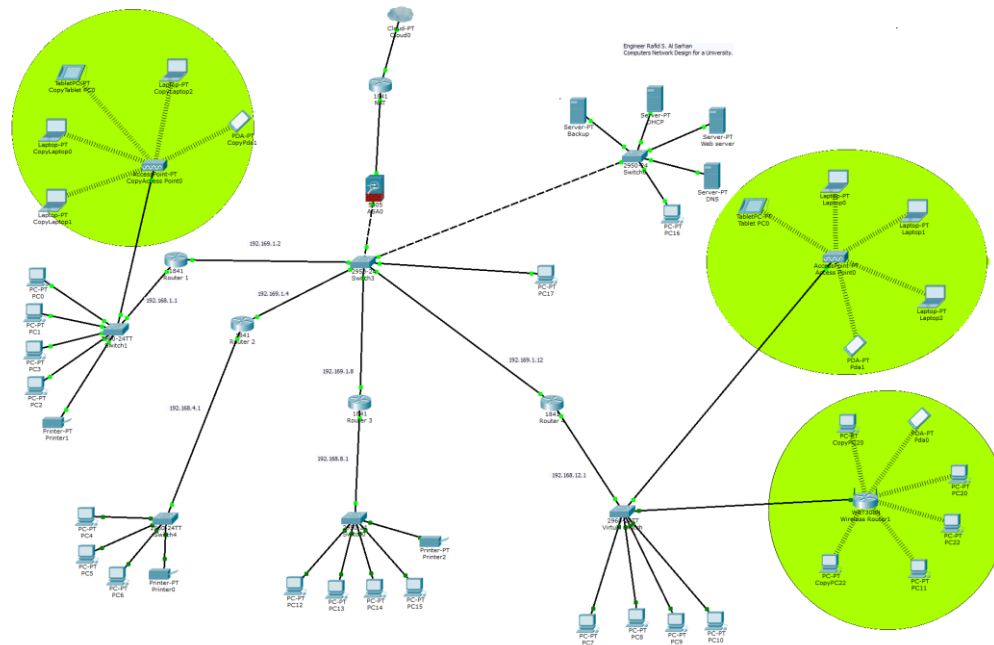 Cloud-PT
Cloud0
Engineer Rafid S. Al Sarhan
Computers Network Design for a University.
1841
NAT
TabletPC-PT
CopyTablet PC0
Laptop-PT
CopyLaptop2
PDA-PT
CopyPda1
Laptop-PT
CopyLaptop0
Access Point-PT
CopyAccess Point0
Laptop-PT
CopyLaptop1
Server-PT
Backup
Server-PT
DHCP
Server-PT
Web server
2950-24
Server-PT
DNS
PC-PT
PC16
5505
ASA0
Laptop-PT
Laptop0
TabletPC-PT
Tablet PC0
Laptop-PT
Laptop1
AccessPoint-PT
Access Point0
Laptop-PT
Laptop2
PDA-PT
Pda1
192.169.1.2
1841
Router 1
2950-24
Switch3
PC-PT
PC17
PC-PT
PC0
192.168.1.1
192.169.1.4
PC-PT
PC1
Switch1
1841
Router 2
PC-PT
PC3
PC-PT
PC2
Printer-PT
Printer1
192.169.1.8
192.169.1.12
1841
Router 3
1841
Router 4
192.168.4.1
192.168.8.1
192.168.12.1
PC-PT
CopyPC20
PDA-PT
Pda0
PC-PT
PC20
WRT300N
Wireless Router1
PC-PT
PC22
PC-PT
CopyPC22
PC-PT
PC11
PC-PT
PC4
Switch4
PC-PT
PC5
PC-PT
PC6
Printer-PT
Printer0
Printer-PT
Printer2
PC-PT
PC12
PC-PT
PC13
PC-PT
PC14
PC-PT
PC15
PC-PT
PC7
PC-PT
PC8
PC-PT
PC9
PC-PT
PC10